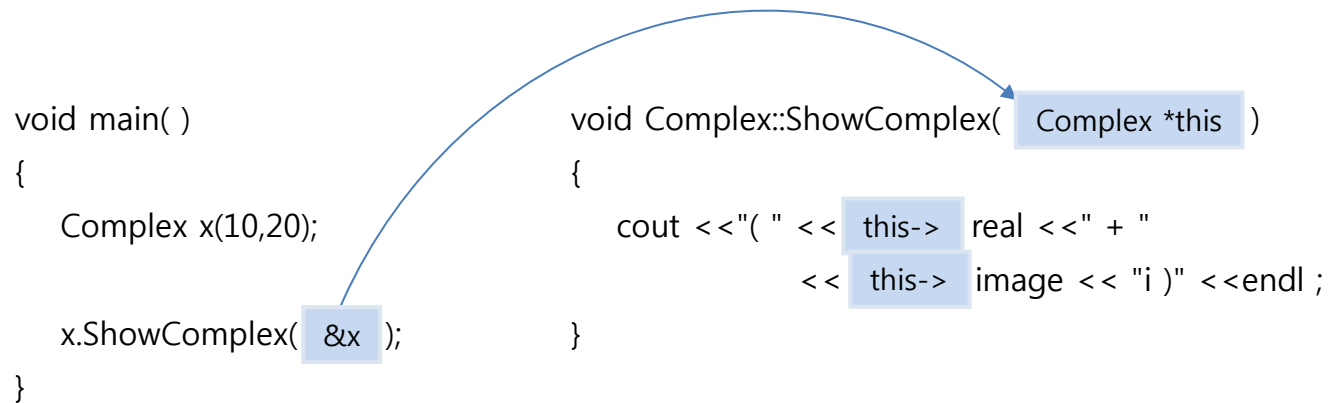 void main( )
{
Complex x(10,20);
x.ShowComplex( &x );
}
void Complex::ShowComplex( Complex *this )
{
cout <<"( " << this-> real <<" + "
<< this-> image << "i )" <<endl ;
}